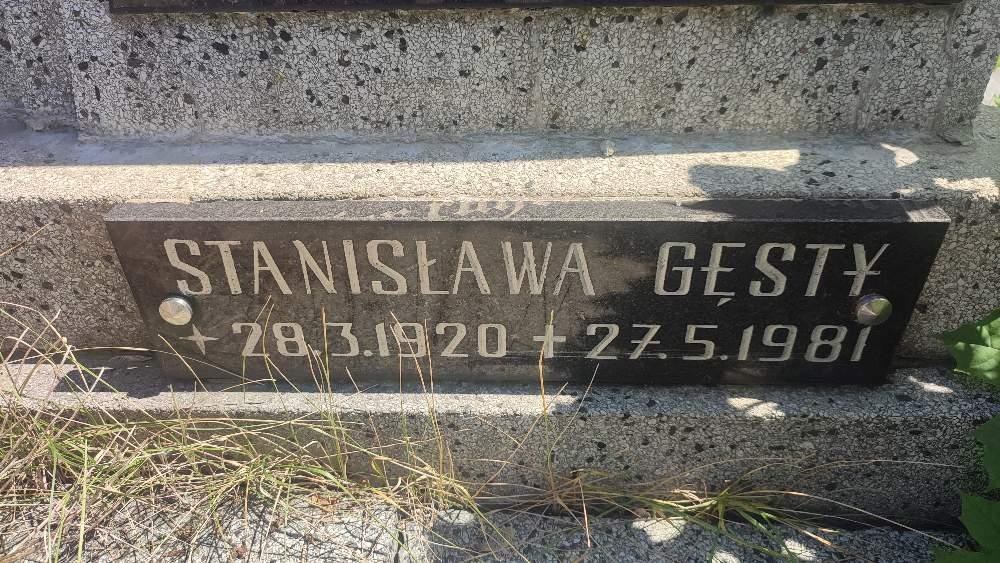 STANISŁAWA GĘSTY
* 28.3.1920 + 27.5.1981